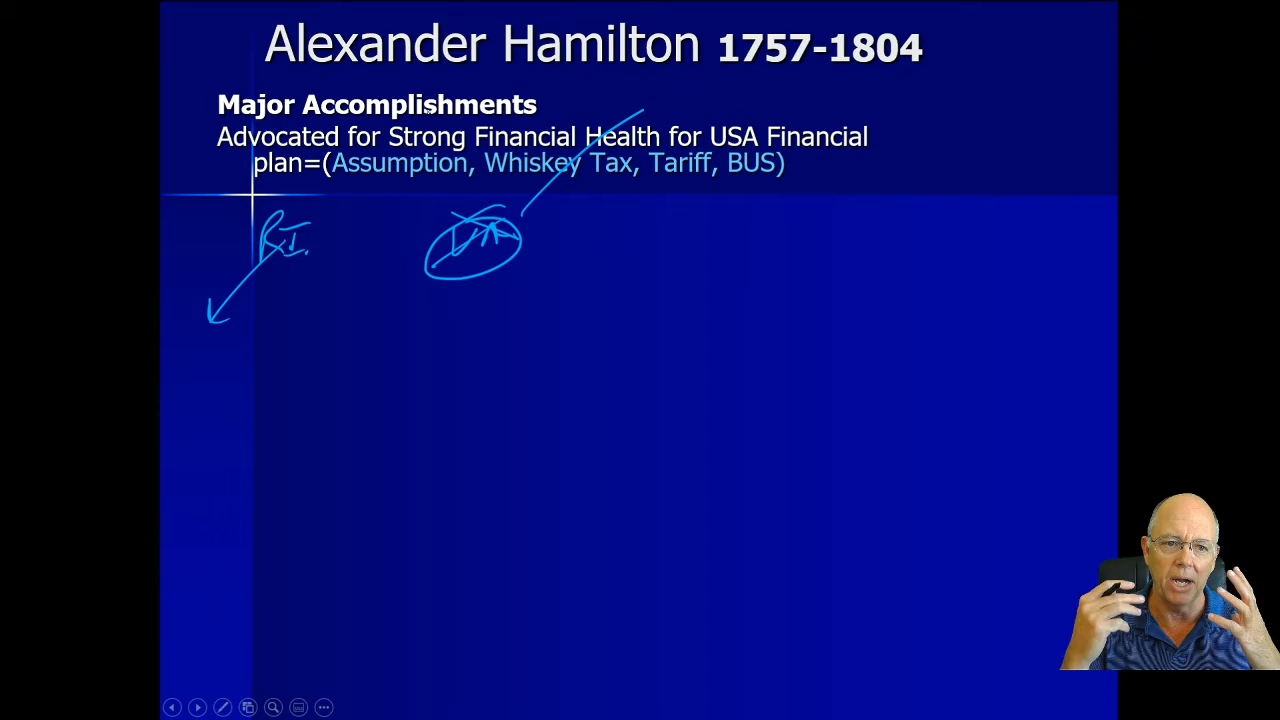 Alexander Hamilton 1757-1804
Major Accomplishments
Advocated for Strong Financial Health for USA Financial
plan=(Assumption, Whiskey Tax, Tariff, BUS)
R.I. VA